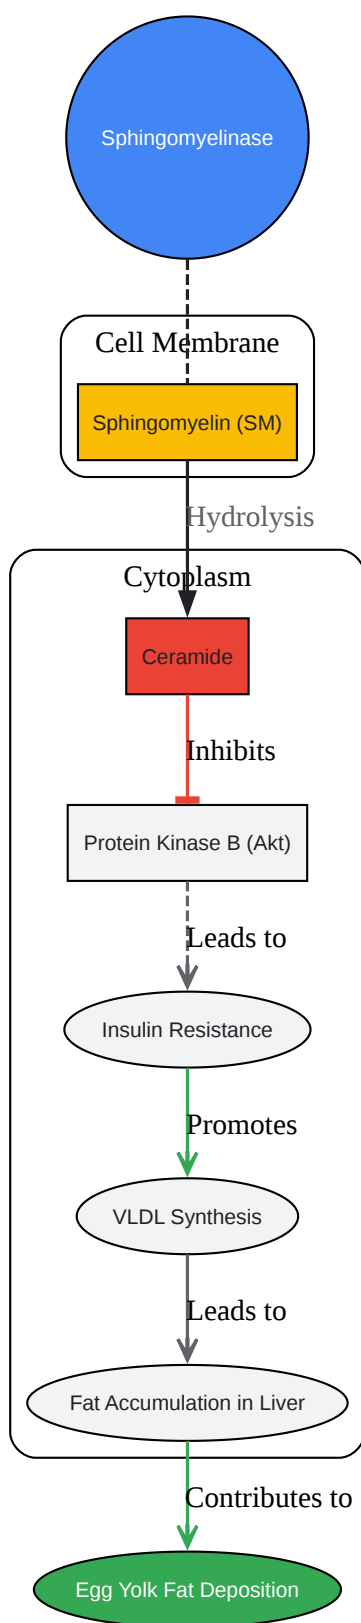 Sphingomyelinase
Cell Membrane
Sphingomyelin (SM)
Hydrolysis
Cytoplasm
Ceramide
Inhibits
Protein Kinase B (Akt)
Leads to
Insulin Resistance
Promotes
VLDL Synthesis
Leads to
Fat Accumulation in Liver
Contributes to
Egg Yolk Fat Deposition